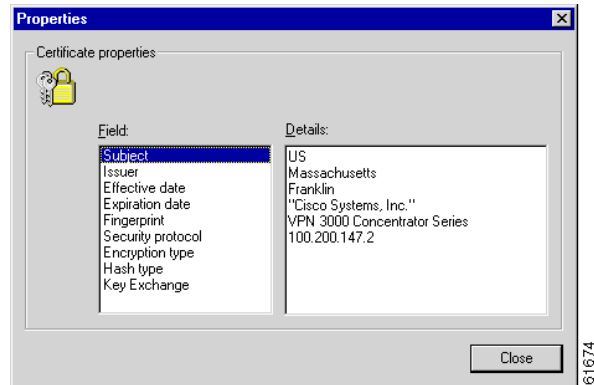 Properties
Certificate properties
Field:
Subject
Issuer
Effective date
Expiration date
Fingerprint
Security protocol
Encryption type
Hash type
Key Exchange
Details:
US
Massachusetts
Franklin
"Cisco Systems, Inc."
VPN 3000 Concentrator Series
100.200.147.2
Close
61674